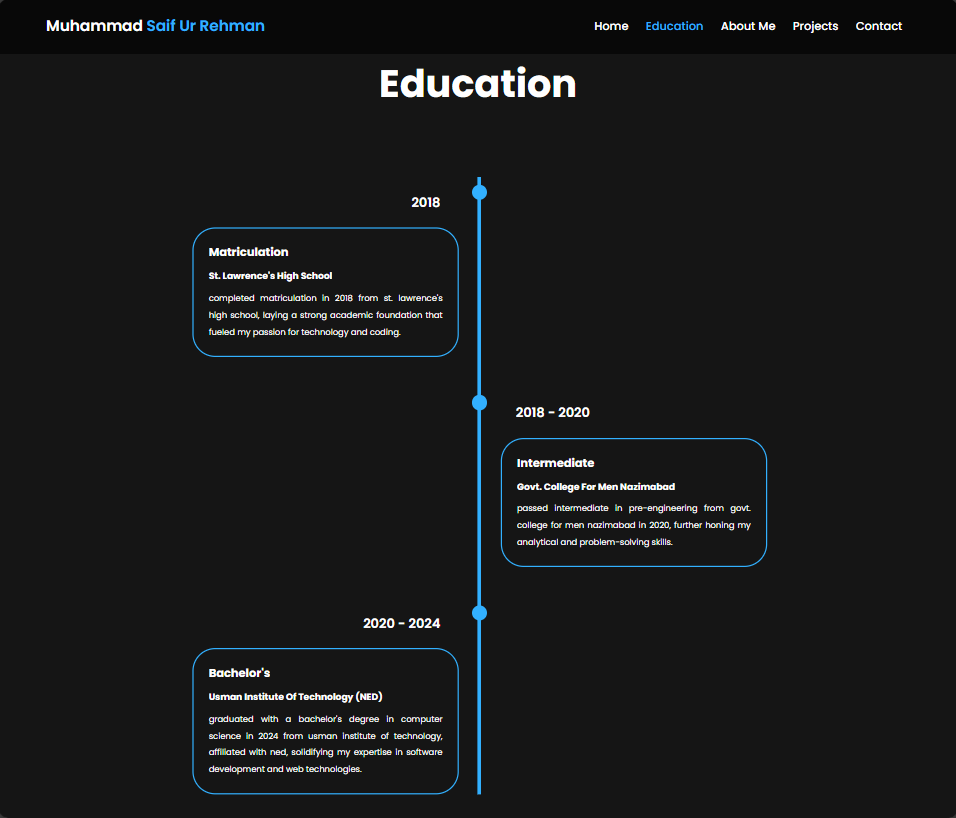 Muhammad Saif Ur Rehman
Home Education About Me Projects Contact
Education
2018
Matriculation
St. Lawrence's High School
completed matriculation in 2018 from st. lawrence's
high school, laying a strong academic foundation that
fueled my passion for technology and coding.
2018 - 2020
Intermediate
Govt. College For Men Nazimabad
passed intermediate in pre-engineering from govt.
college for men nazimabad in 2020, further honing my
analytical and problem-solving skills.
2020 - 2024
Bachelor's
Usman Institute Of Technology (NED)
graduated with a bachelor's degree in computer
science in 2024 from usman institute of technology,
affiliated with ned, solidifying my expertise in software
development and web technologies.